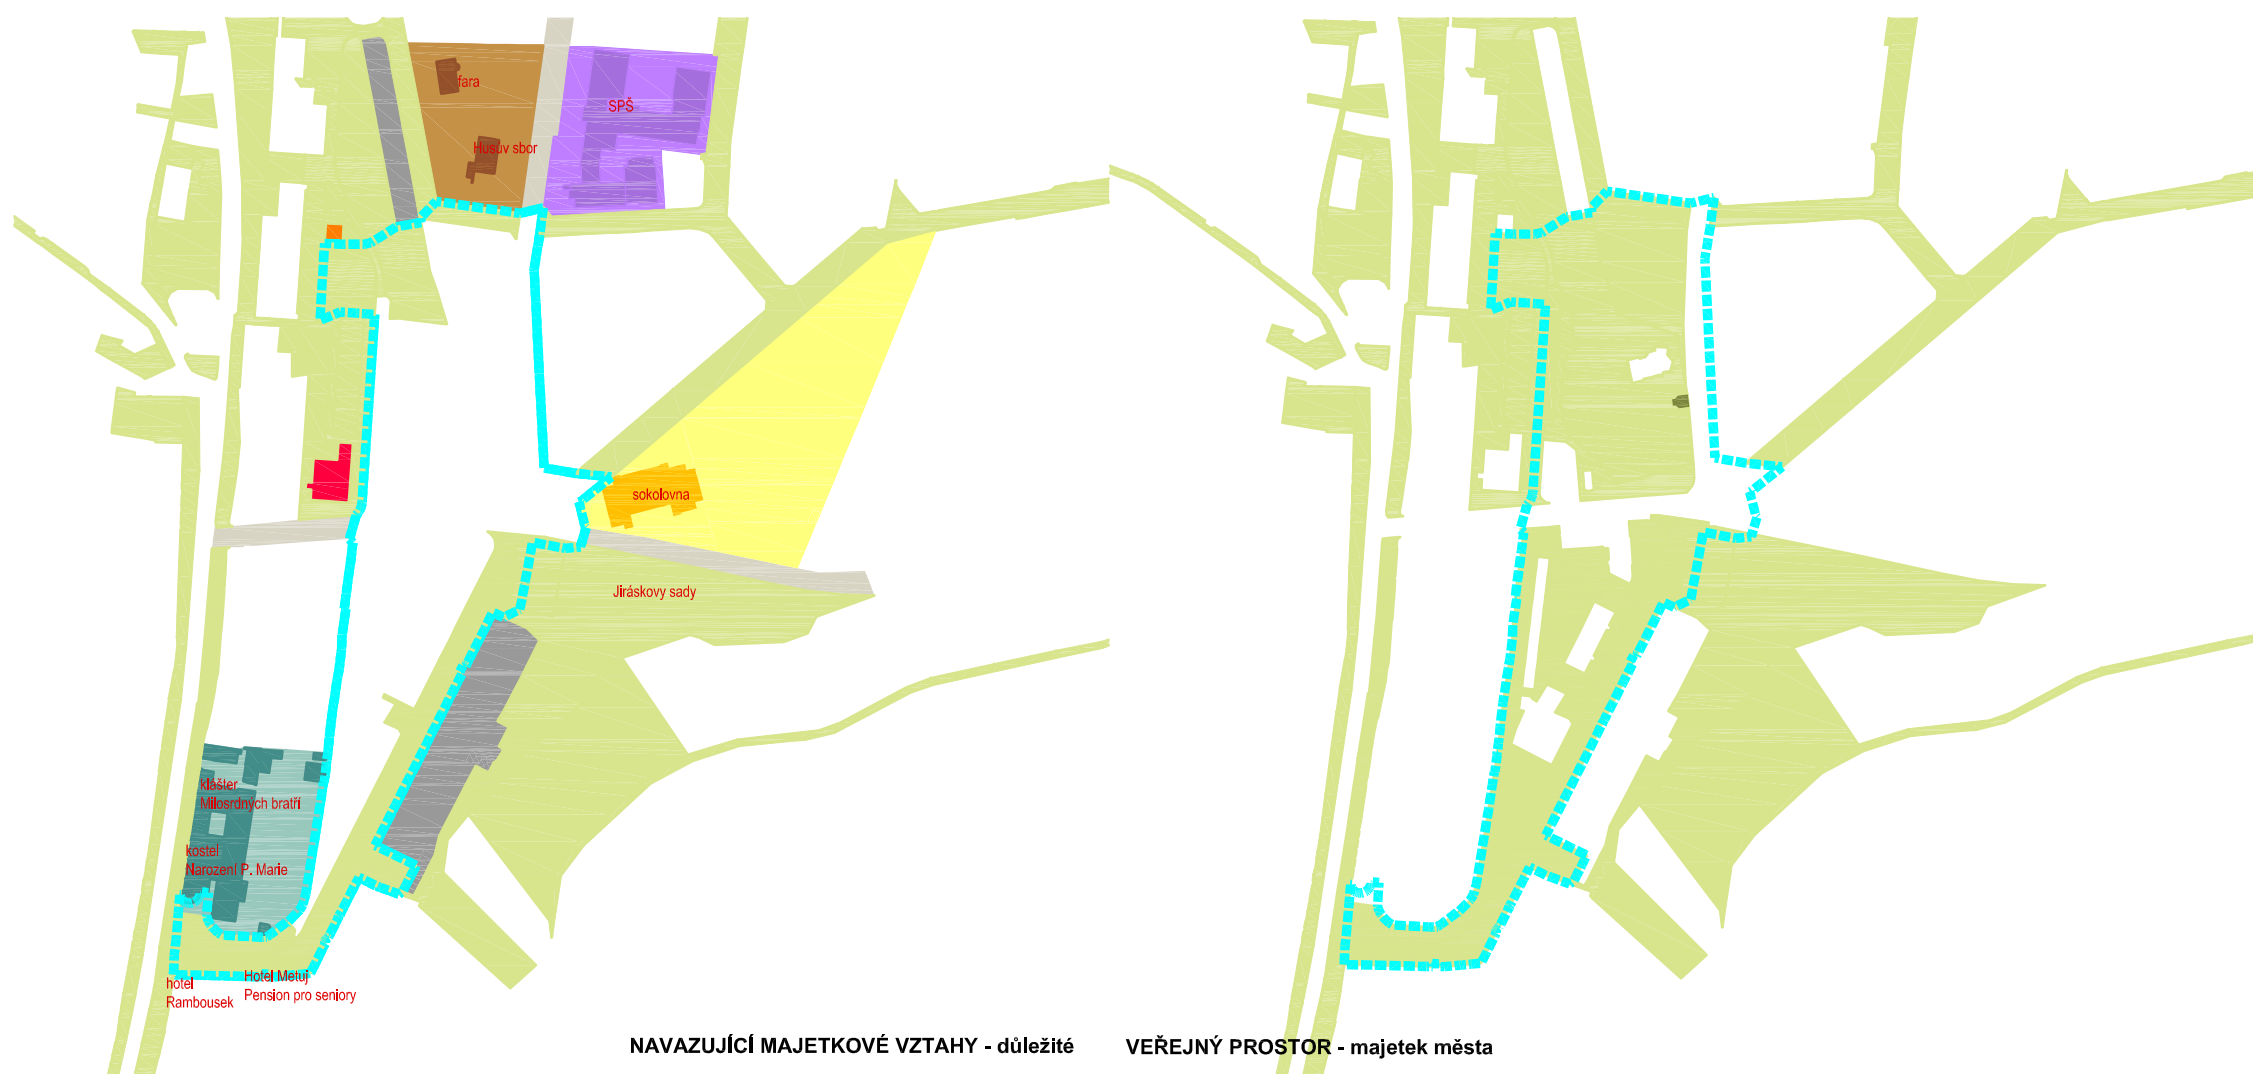 fara
SPŠ
Husův sbor
sokolovna
Jiráskovy sady
klášter
Milosrdných bratří
kostel
Narození P. Marie
hotel
Rambousek
Hotel Metuj
Pension pro seniory
NAVAZUJÍCÍ MAJETKOVÉ VZTAHY - důležité
VEŘEJNÝ PROSTOR - majetek města